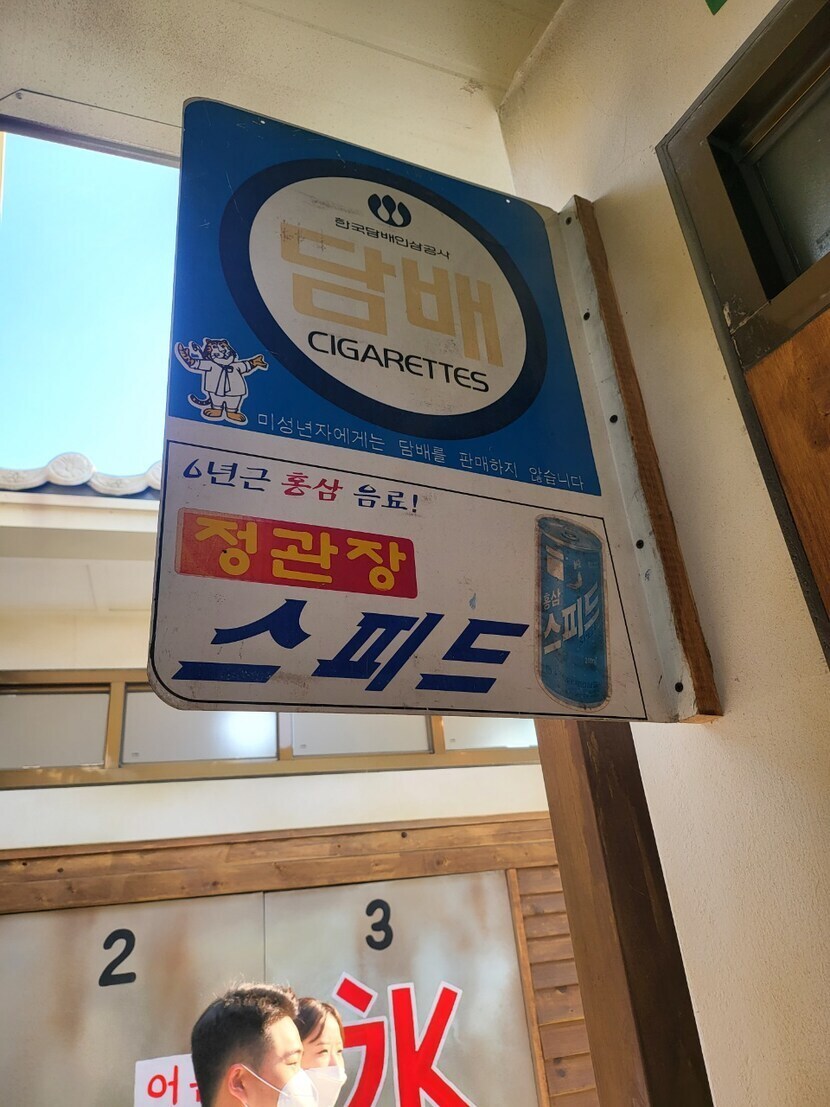 한국담배인삼공사
담배
CIGARETTES
미성년자에게는 담배를 판매하지 않습니다
6년근 홍삼 음료!
정관장
스피드
홍삼
스피드
2
3
氷
어